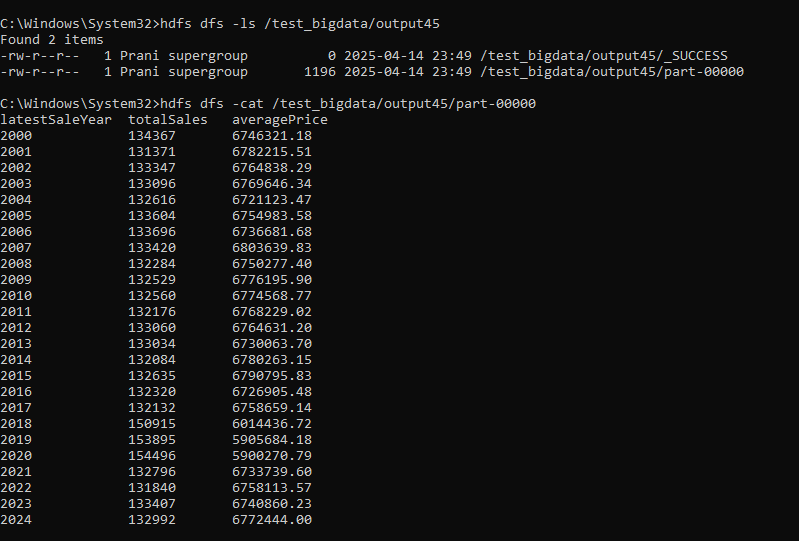 C:\Windows\System32>hdfs dfs -ls /test_bigdata/output45
Found 2 items
-rw-r--r--   1 Prani supergroup          0 2025-04-14 23:49 /test_bigdata/output45/_SUCCESS
-rw-r--r--   1 Prani supergroup       1196 2025-04-14 23:49 /test_bigdata/output45/part-00000
C:\Windows\System32>hdfs dfs -cat /test_bigdata/output45/part-00000
latestSaleYear  totalSales   averagePrice
2000            134367       6746321.18
2001            131371       6782215.51
2002            133347       6764838.29
2003            133096       6769646.34
2004            132616       6721123.47
2005            133604       6754983.58
2006            133696       6736681.68
2007            133420       6803639.83
2008            132284       6750277.40
2009            132529       6776195.90
2010            132560       6774568.77
2011            132176       6768229.02
2012            133060       6764631.20
2013            133034       6730063.70
2014            132084       6780263.15
2015            132635       6790795.83
2016            132320       6726905.48
2017            132132       6758659.14
2018            150915       6014436.72
2019            153895       5905684.18
2020            154496       5900270.79
2021            132796       6733739.60
2022            131840       6758113.57
2023            133407       6740860.23
2024            132992       6772444.00